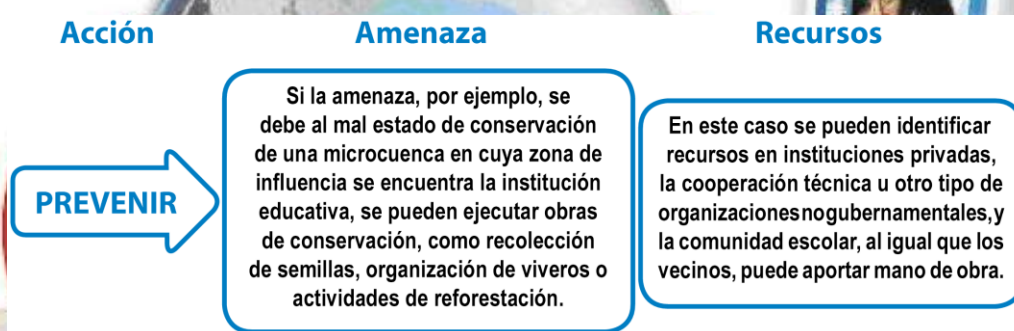 Acción
Amenaza
Recursos
PREVENIR
Si la amenaza, por ejemplo, se
debe al mal estado de conservación
de una microcuenca en cuya zona de
influencia se encuentra la institución
educativa, se pueden ejecutar obras
de conservación, como recolección
de semillas, organización de viveros o
actividades de reforestación.
En este caso se pueden identificar
recursos en instituciones privadas,
la cooperación técnica u otro tipo de
organizacionesnogubernamentales,y
la comunidad escolar, al igual que los
vecinos, puede aportar mano de obra.